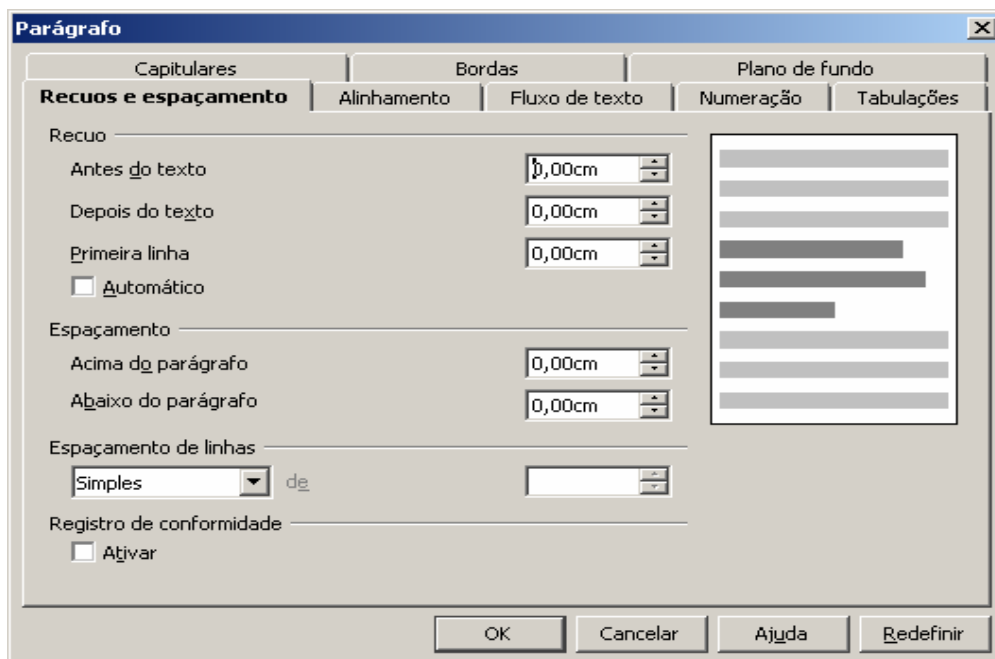 Parágrafo
Capitulares Bordas Plano de fundo
Recuos e espaçamento Alinhamento Fluxo de texto Numeração Tabulações
Recuo
Antes do texto 0,00cm
Depois do texto 0,00cm
Primeira linha 0,00cm
Automático
Espaçamento
Acima do parágrafo 0,00cm
Abaixo do parágrafo 0,00cm
Espaçamento de linhas
Simples de
Registro de conformidade
Ativar
OK Cancelar Ajuda Redefinir